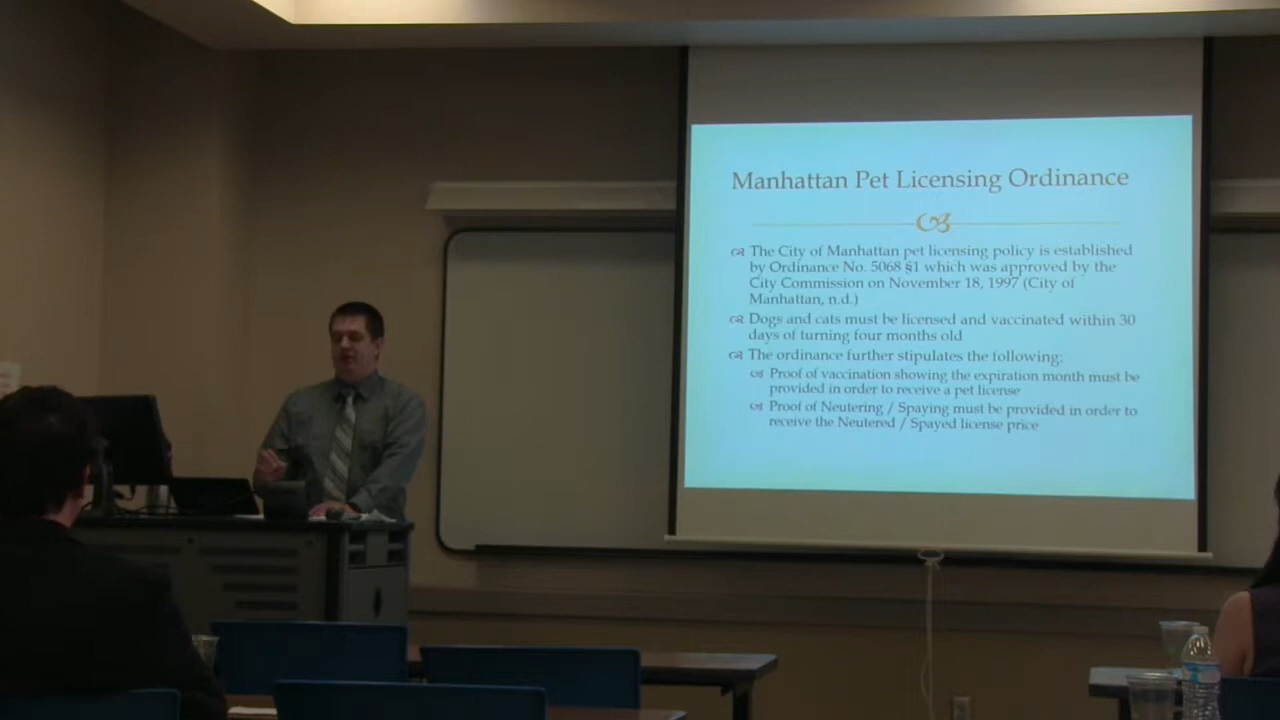 Manhattan Pet Licensing Ordinance
The City of Manhattan pet licensing policy is established
by Ordinance No. 5068 §1 which was approved by the
City Commission on November 18, 1997 (City of
Manhattan, n.d.)
Dogs and cats must be licensed and vaccinated within 30
days of turning four months old
The ordinance further stipulates the following:
Proof of vaccination showing the expiration month must be
provided in order to receive a pet license
Proof of Neutering / Spaying must be provided in order to
receive the Neutered / Spayed license price